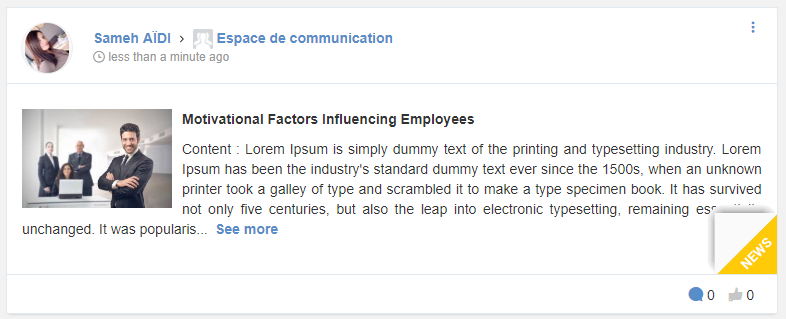 Sameh AÏDI › Espace de communication
less than a minute ago
Motivational Factors Influencing Employees
Content : Lorem Ipsum is simply dummy text of the printing and typesetting industry. Lorem
Ipsum has been the industry's standard dummy text ever since the 1500s, when an unknown
printer took a galley of type and scrambled it to make a type specimen book. It has survived
not only five centuries, but also the leap into electronic typesetting, remaining
unchanged. It was popularis... See more
NEWS
0 0